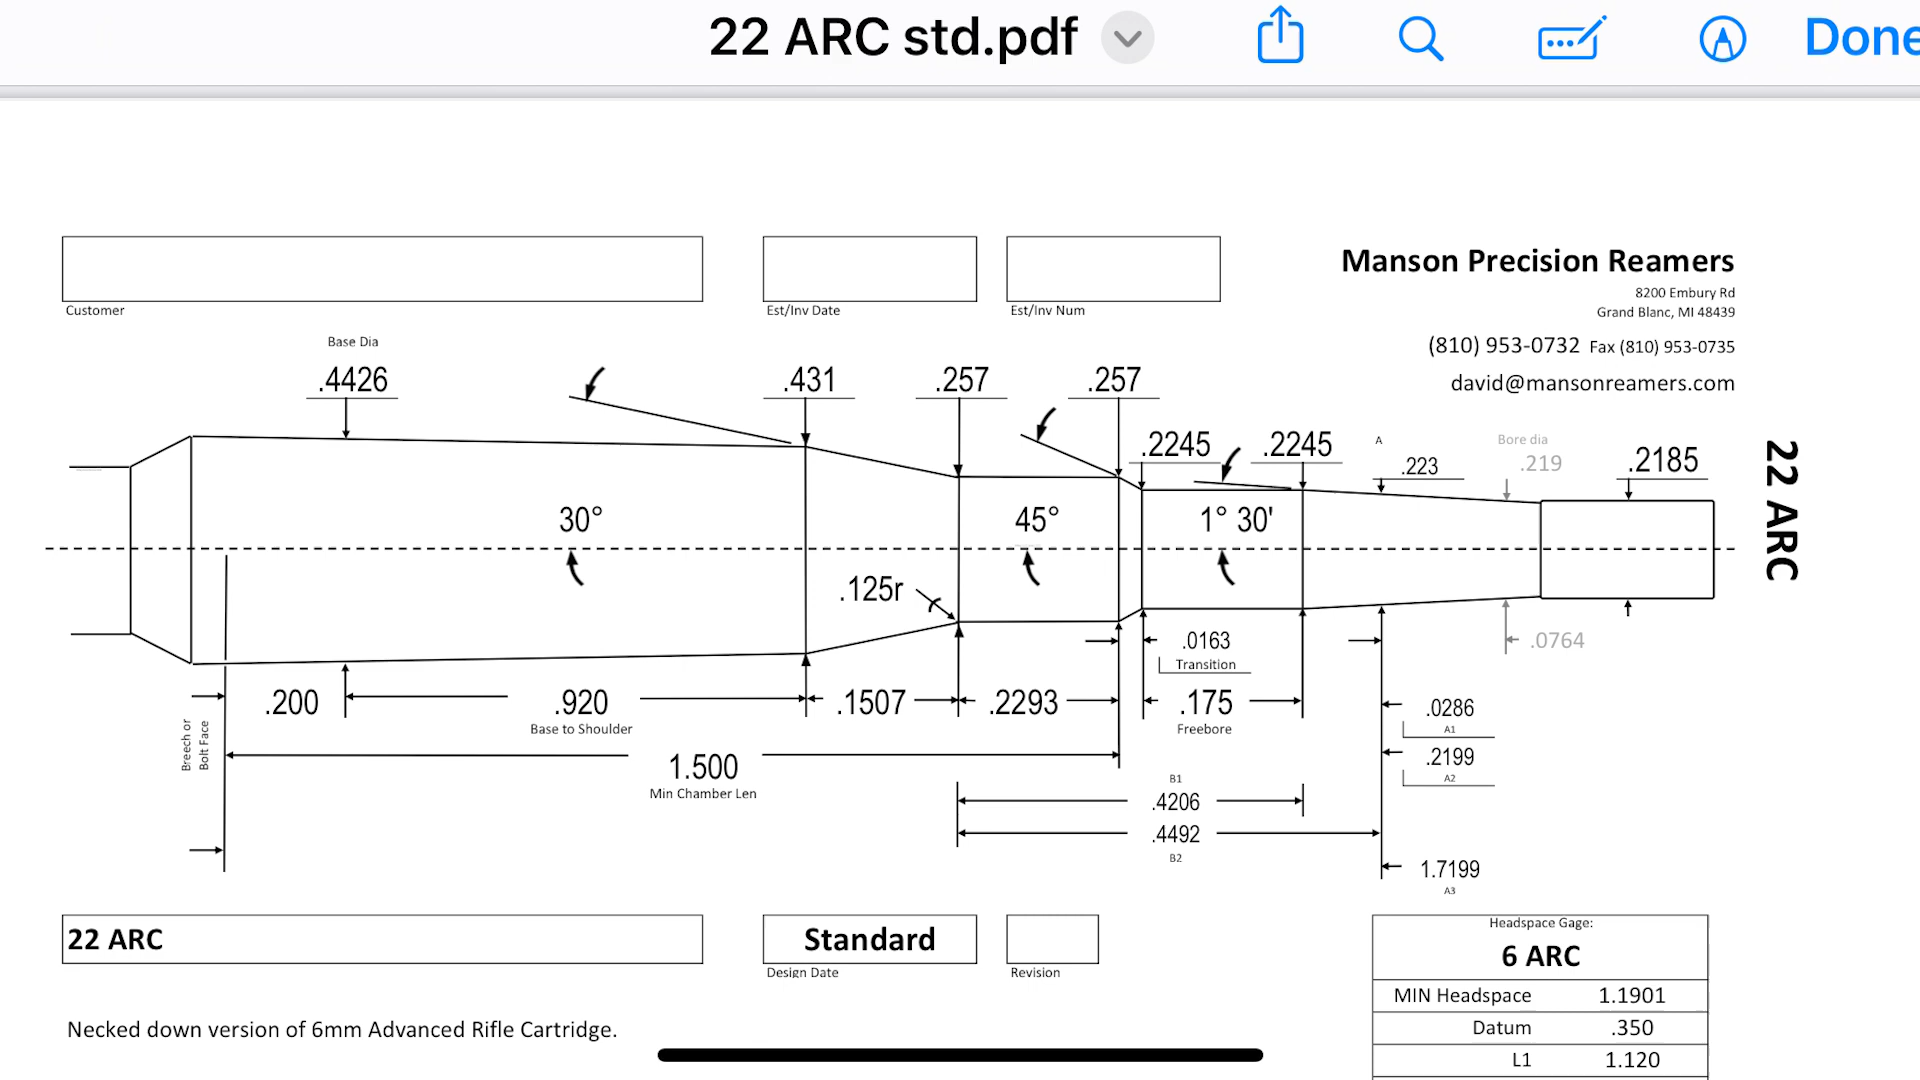 22 ARC std.pdf
Done
Customer
Est/Inv Date
Est/Inv Num
Manson Precision Reamers
8200 Embury Rd
Grand Blanc, MI 48439
(810) 953-0732 Fax (810) 953-0735
david@mansonreamers.com
Base Dia
.4426
.431
.257
.257
.2245
.2245
A
.223
Bore dia
.219
.2185
22 ARC
30°
45°
1° 30'
.125r
.0163
Transition
.0764
.200
.920
Base to Shoulder
.1507
.2293
.175
Freebore
.0286
A1
.2199
A2
Breech or
Bolt Face
1.500
Min Chamber Len
B1
.4206
.4492
B2
1.7199
A3
22 ARC
Standard
Design Date
Revision
Headspace Gage:
6 ARC
MIN Headspace 1.1901
Datum .350
L1 1.120
Necked down version of 6mm Advanced Rifle Cartridge.